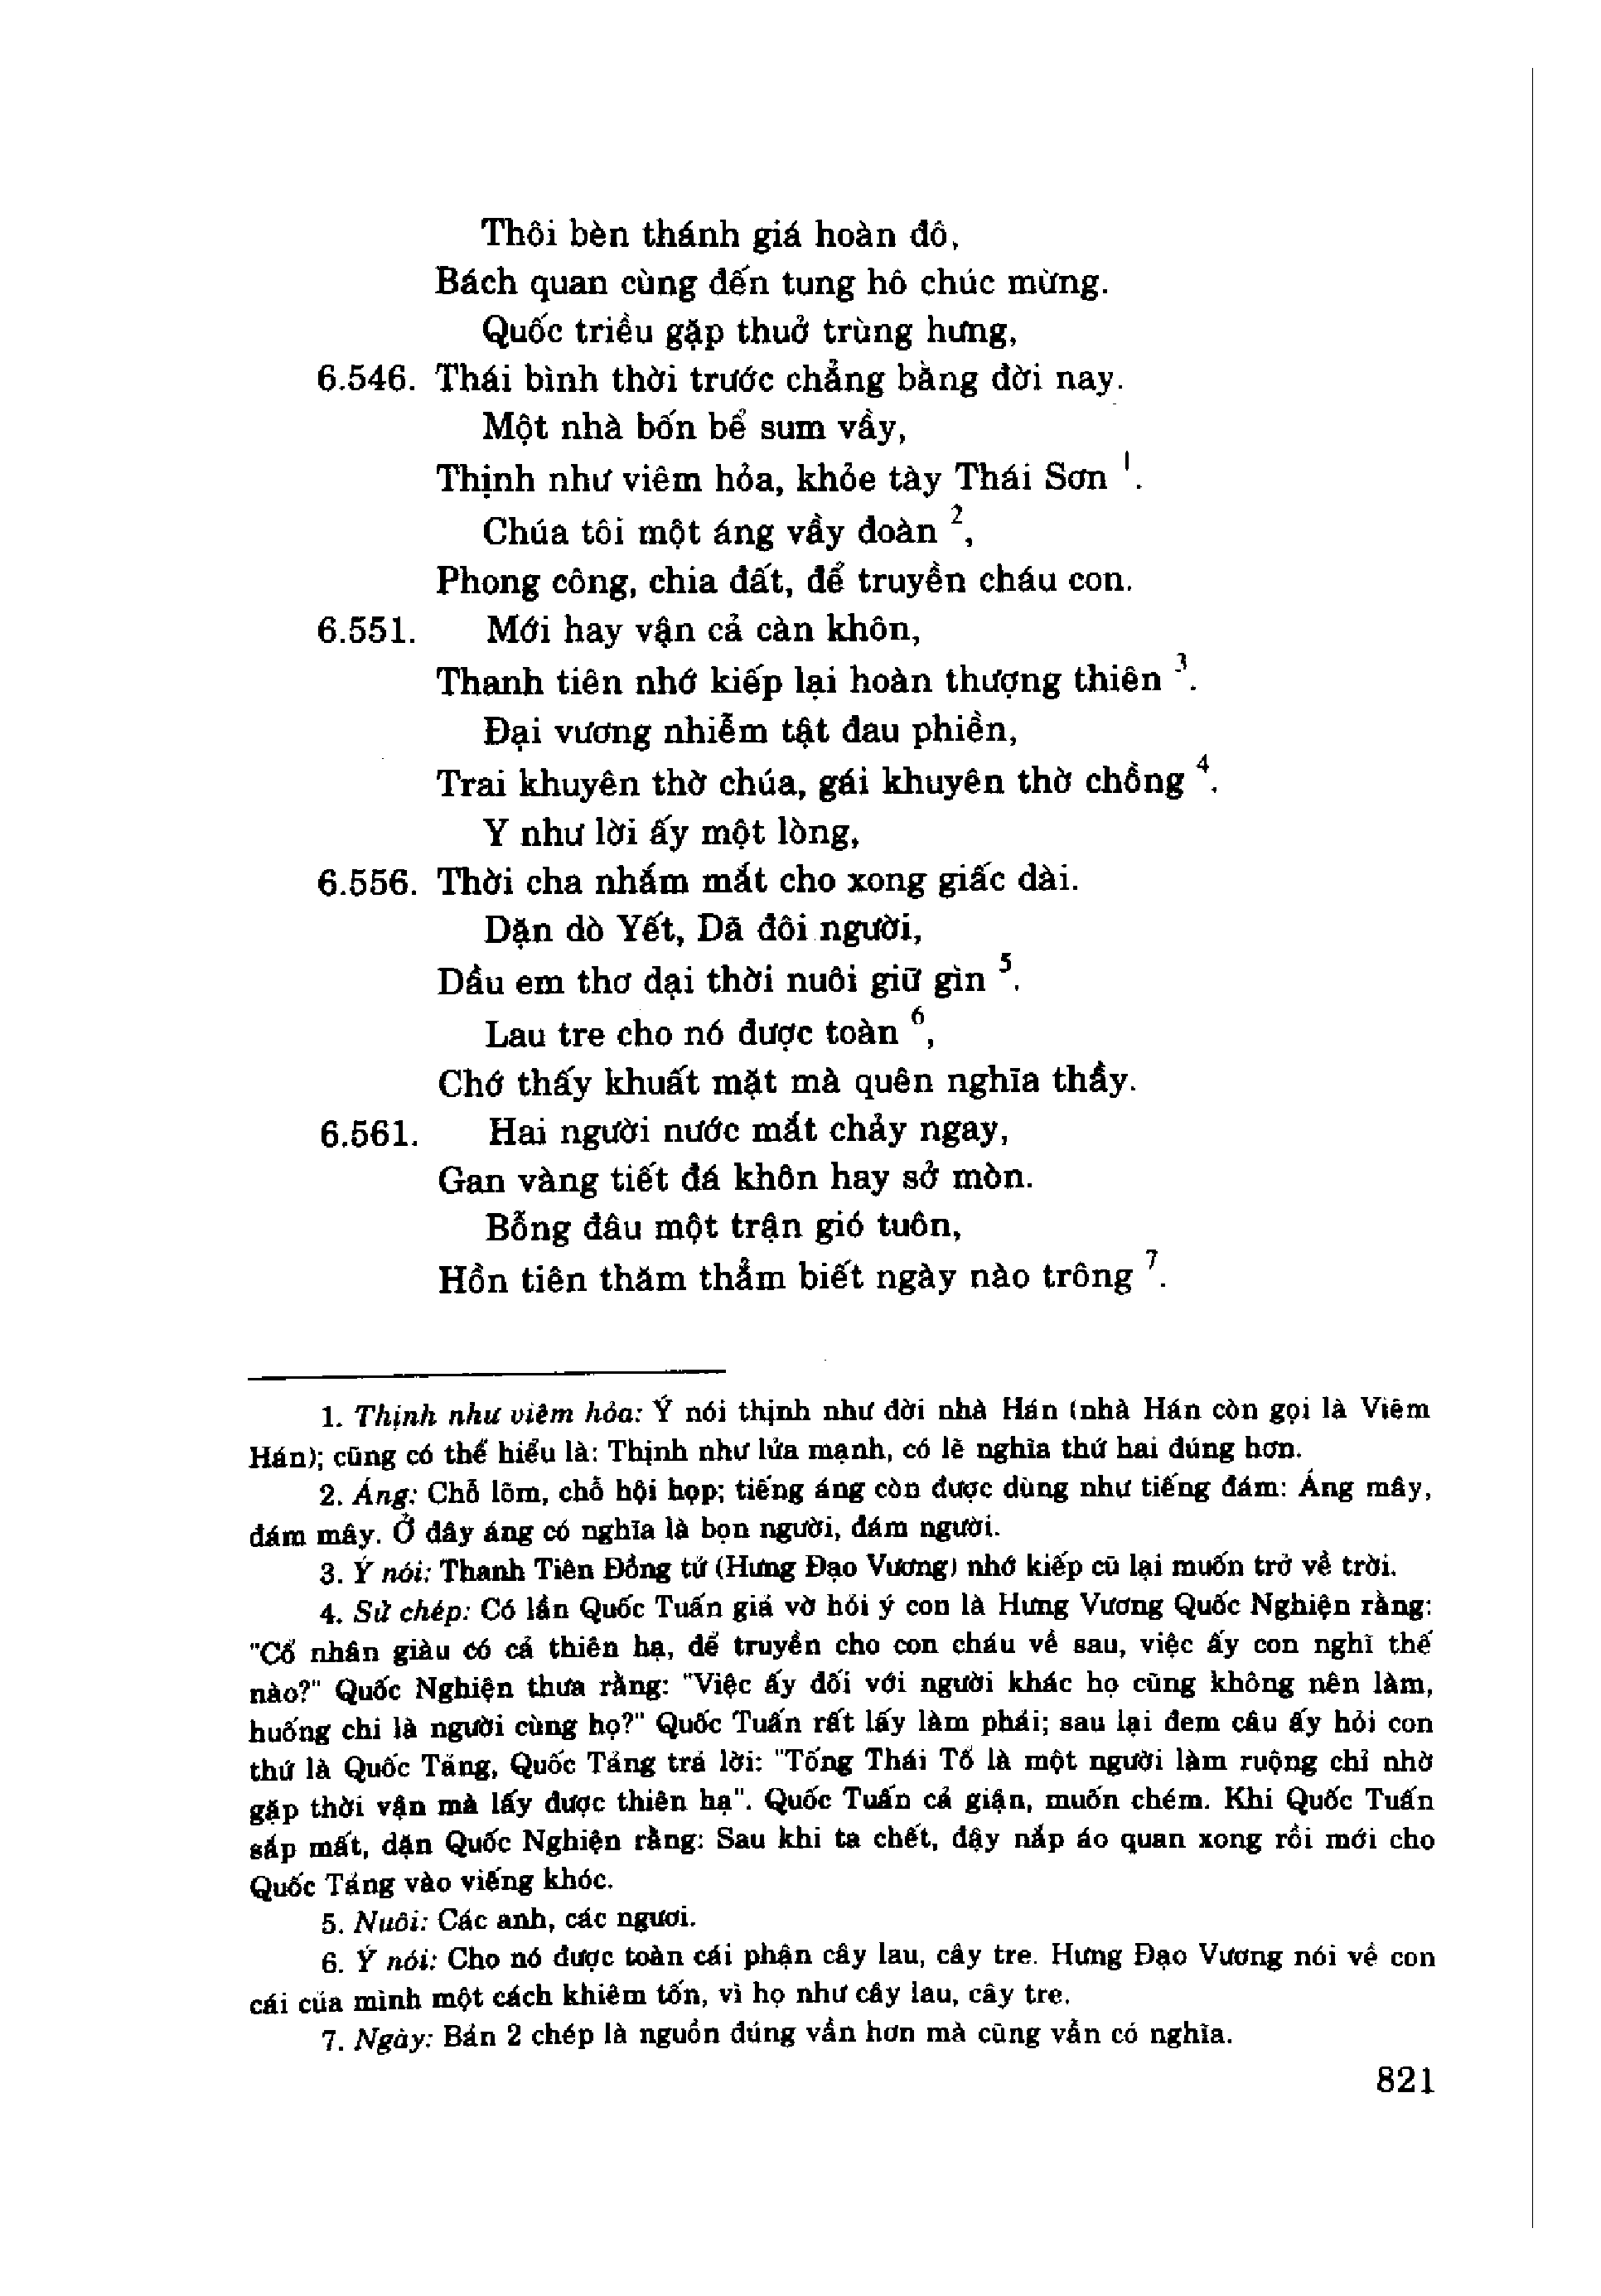 Thôi bèn thánh giá hoàn đô,
Bách quan cùng đến tung hô chúc mừng.
Quốc triều gặp thuở trùng hưng,
6.546. Thái bình thời trước chẳng bằng đời nay.
Một nhà bốn bể sum vầy,
Thịnh như viêm hỏa, khỏe tày Thái Sơn 1.
Chúa tôi một áng vầy đoàn 2,
Phong công, chia đất, để truyền cháu con.
6.551. Mới hay vận cả càn khôn,
Thanh tiên nhớ kiếp lại hoàn thượng thiên 3.
Đại vương nhiễm tật đau phiền,
Trai khuyên thờ chúa, gái khuyên thờ chồng 4.
Y như lời ấy một lòng,
6.556. Thời cha nhắm mắt cho xong giấc dài.
Dặn dò Yết, Dã đôi người,
Dầu em thơ dại thời nuôi giữ gìn 5.
Lau tre cho nó được toàn 6,
Chớ thấy khuất mặt mà quên nghĩa thầy.
6.561. Hai người nước mắt chảy ngay,
Gan vàng tiết đá khôn hay sở mòn.
Bỗng đâu một trận gió tuôn,
Hồn tiên thăm thẳm biết ngày nào trông 7.
1. Thịnh như viêm hỏa: Ý nói thịnh như đời nhà Hán (nhà Hán còn gọi là Viêm
Hán); cũng có thể hiểu là: Thịnh như lửa mạnh, có lẽ nghĩa thứ hai đúng hơn.
2. Áng: Chỗ lõm, chỗ hội họp; tiếng áng còn được dùng như tiếng đám: Áng mây,
đám mây. Ở đây áng có nghĩa là bọn người, đám người.
3. Ý nói: Thanh Tiên Đồng tử (Hưng Đạo Vương) nhớ kiếp cũ lại muốn trở về trời.
4. Sử chép: Có lần Quốc Tuấn giả vờ hỏi ý con là Hưng Vương Quốc Nghiện rằng:
"Cổ nhân giàu có cả thiên hạ, để truyền cho con cháu về sau, việc ấy con nghĩ thế
nào?" Quốc Nghiện thưa rằng: "Việc ấy đối với người khác họ cũng không nên làm,
huống chi là người cùng họ?" Quốc Tuấn rất lấy làm phải; sau lại đem câu ấy hỏi con
thứ là Quốc Tảng, Quốc Tảng trả lời: "Tống Thái Tổ là một người làm ruộng chỉ nhờ
gặp thời vận mà lấy được thiên hạ". Quốc Tuấn cả giận, muốn chém. Khi Quốc Tuấn
sắp mất, dặn Quốc Nghiện rằng: Sau khi ta chết, đậy nắp áo quan xong rồi mới cho
Quốc Tảng vào viếng khóc.
5. Nuôi: Các anh, các ngươi.
6. Ý nói: Cho nó được toàn cái phận cây lau, cây tre. Hưng Đạo Vương nói về con
cái của mình một cách khiêm tốn, vì họ như cây lau, cây tre.
7. Ngày: Bản 2 chép là nguồn đúng vần hơn mà cũng vẫn có nghĩa.
821